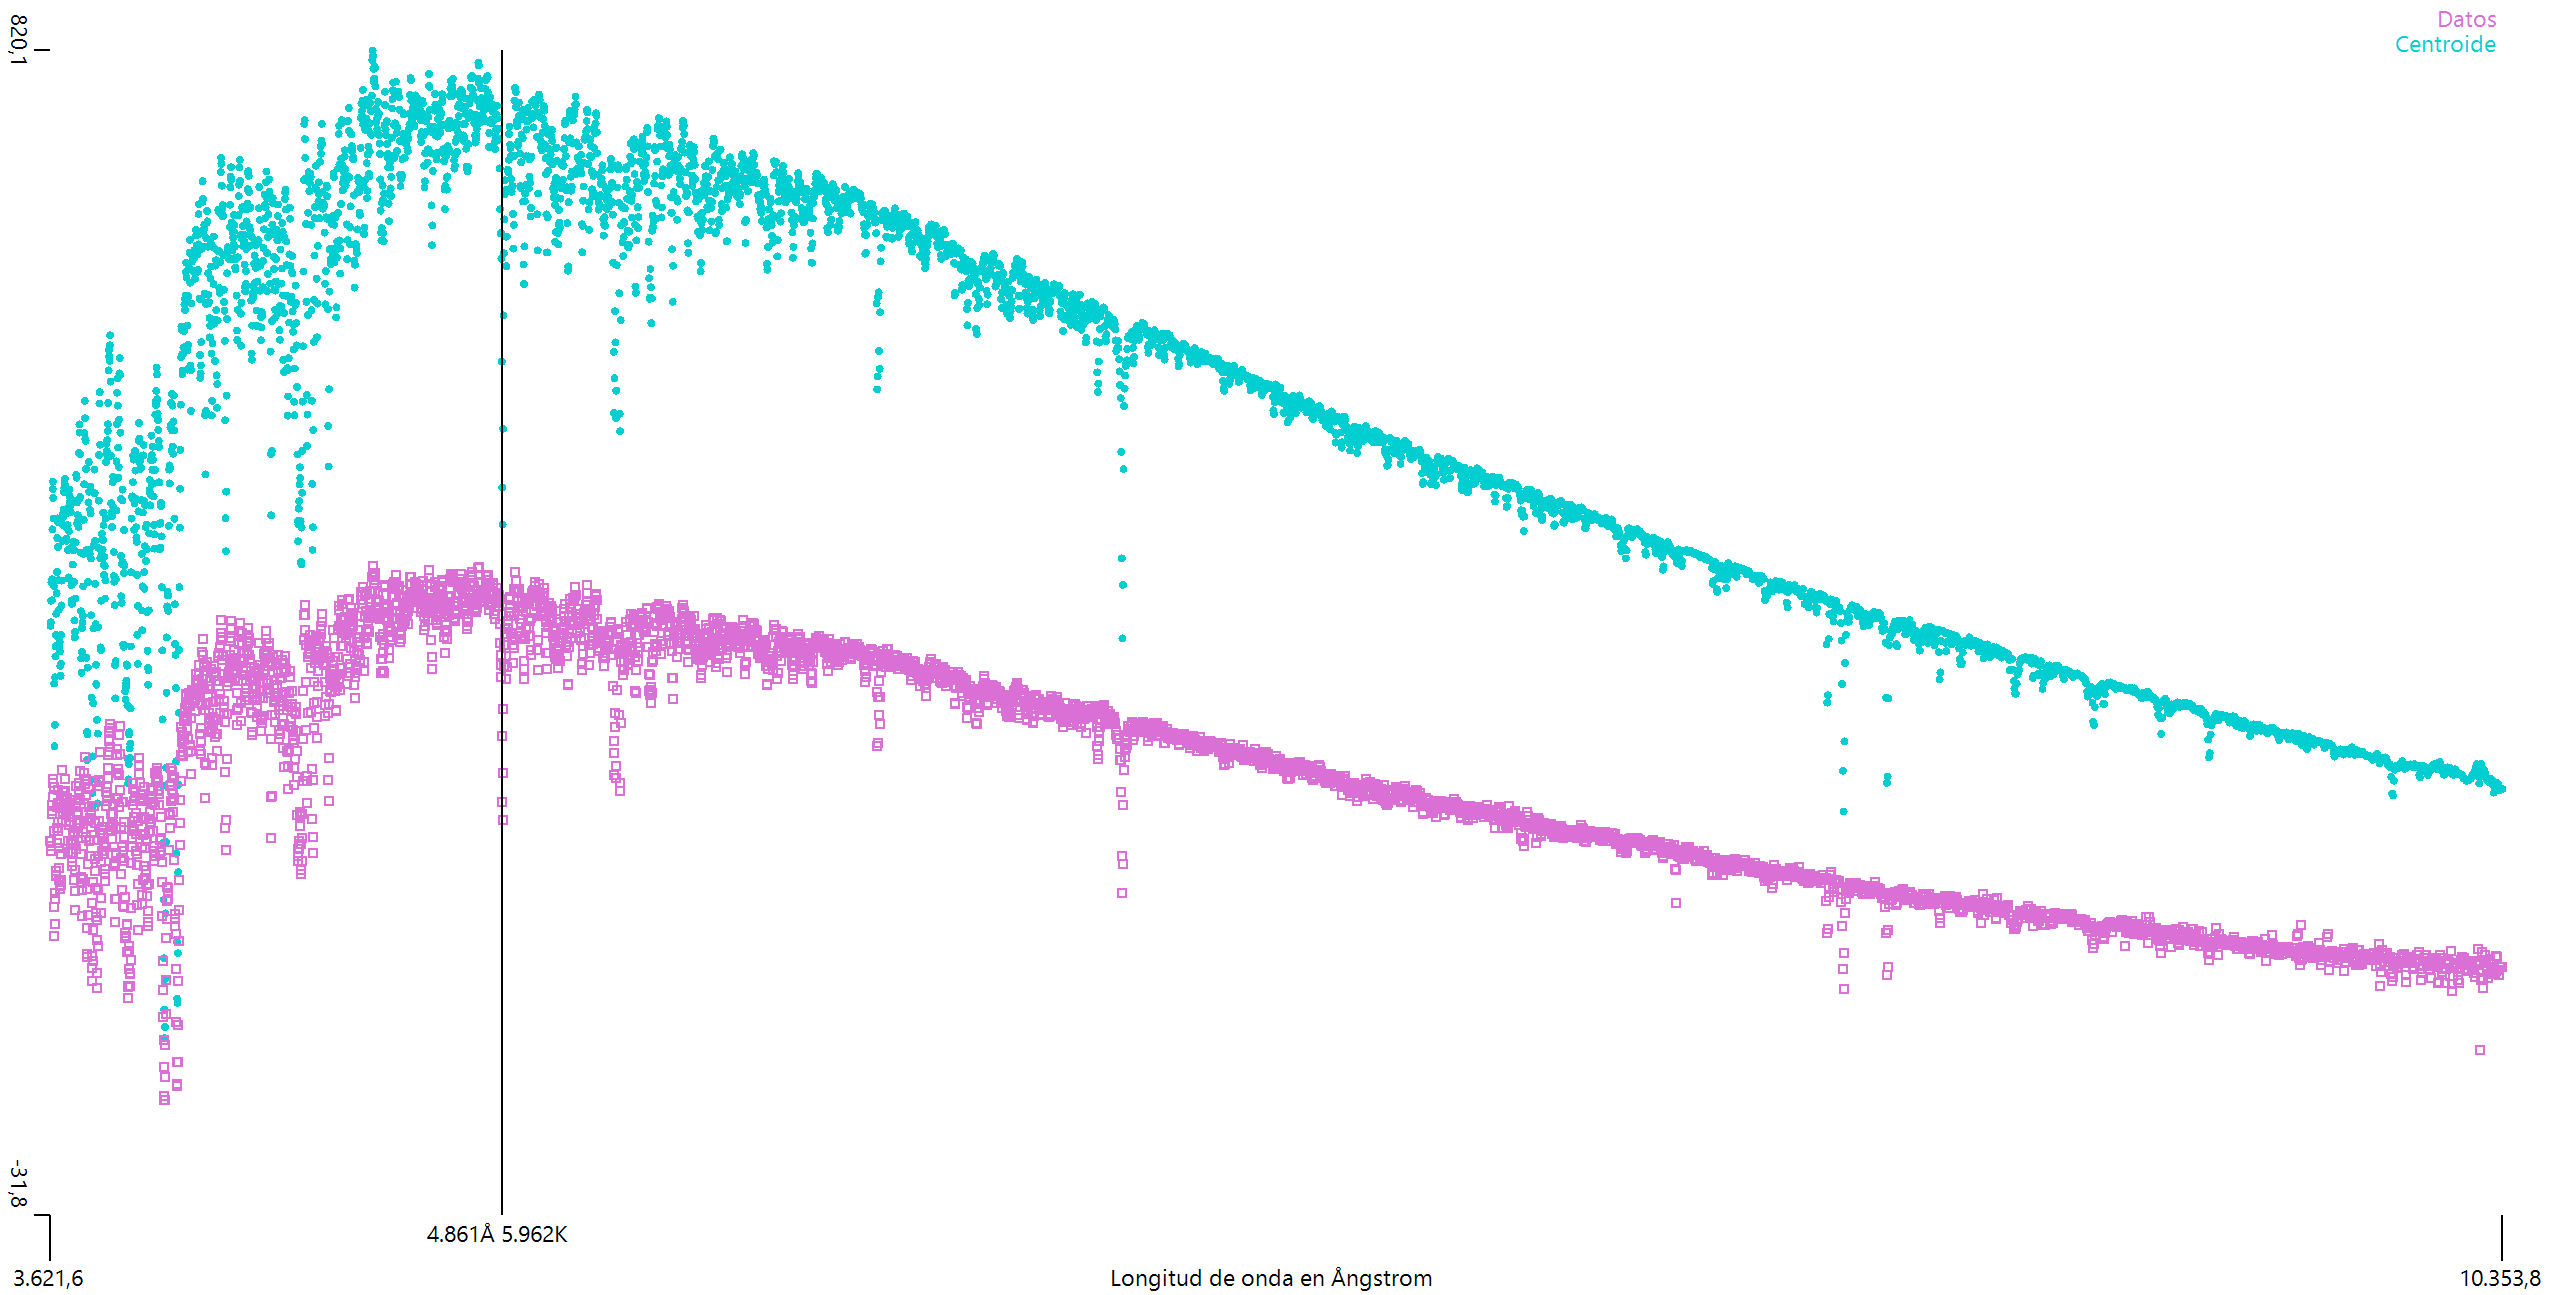 Datos
Centroide
820,1
-31,8
4.861Å 5.962K
3.621,6
Longitud de onda en Ångstrom
10.353,8